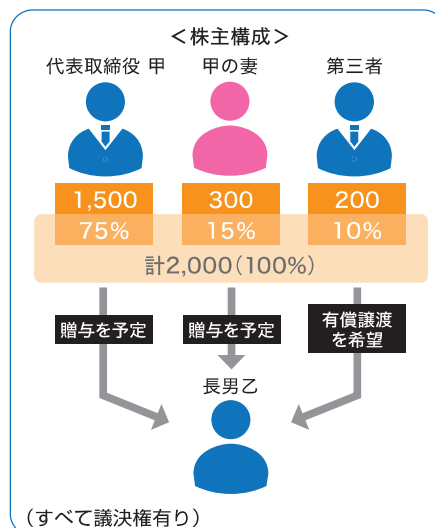 ＜株主構成＞
代表取締役 甲 甲の妻 第三者
1,500 300 200
75% 15% 10%
計2,000（100%）
贈与を予定 贈与を予定 有償譲渡
を希望
長男乙
（すべて議決権有り）